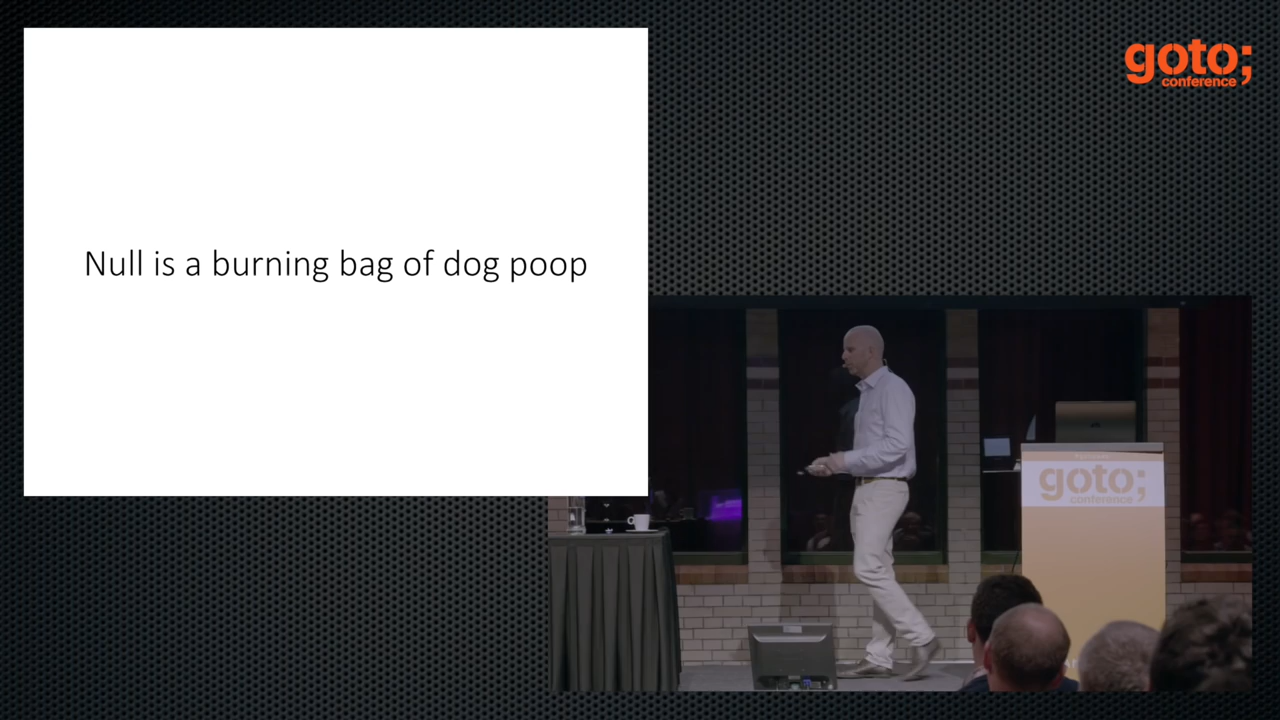 Null is a burning bag of dog poop
goto;
conference
goto;
conference